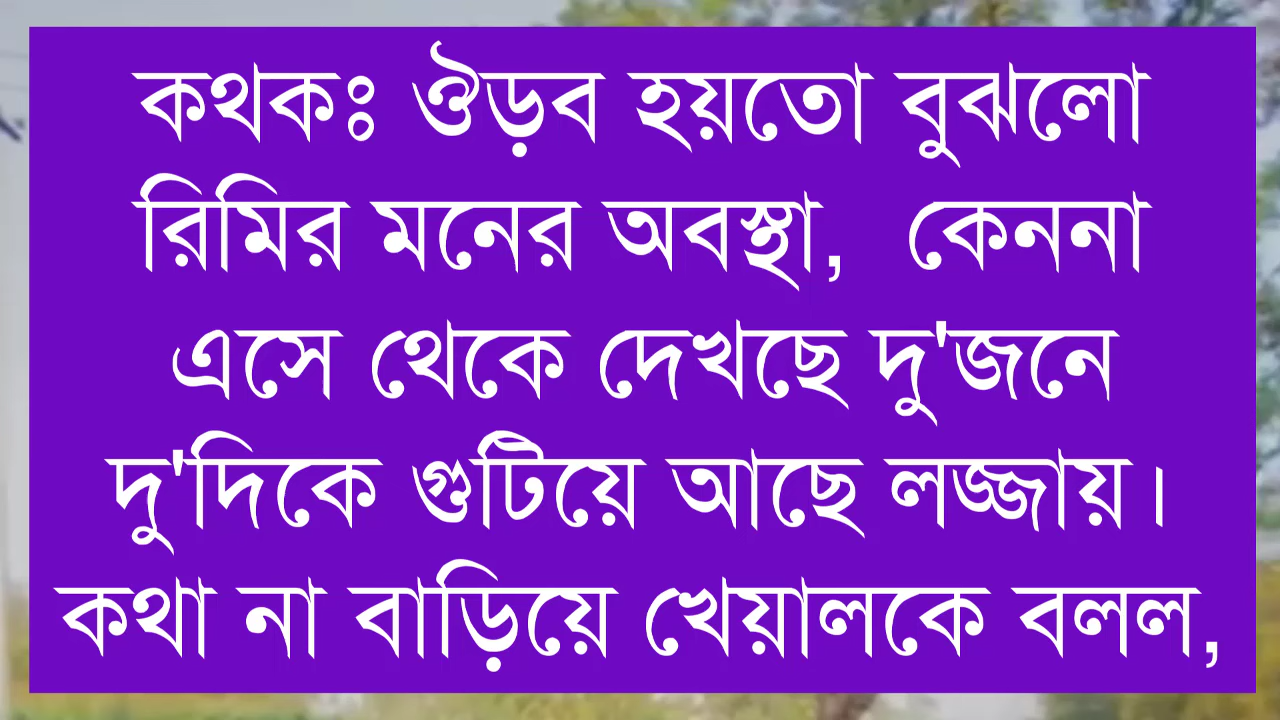 কথকঃ ঔড়ব হয়তো বুঝলো
রিমির মনের অবস্থা, কেননা
এসে থেকে দেখছে দু'জনে
দু'দিকে গুটিয়ে আছে লজ্জায়।
কথা না বাড়িয়ে খেয়ালকে বলল,